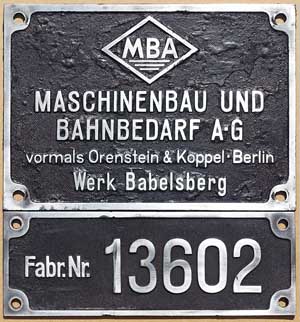 MBA
MASCHINENBAU UND
BAHNBEDARF A-G
vormals Orenstein & Koppel · Berlin
Werk Babelsberg
Fabr. Nr. 13602